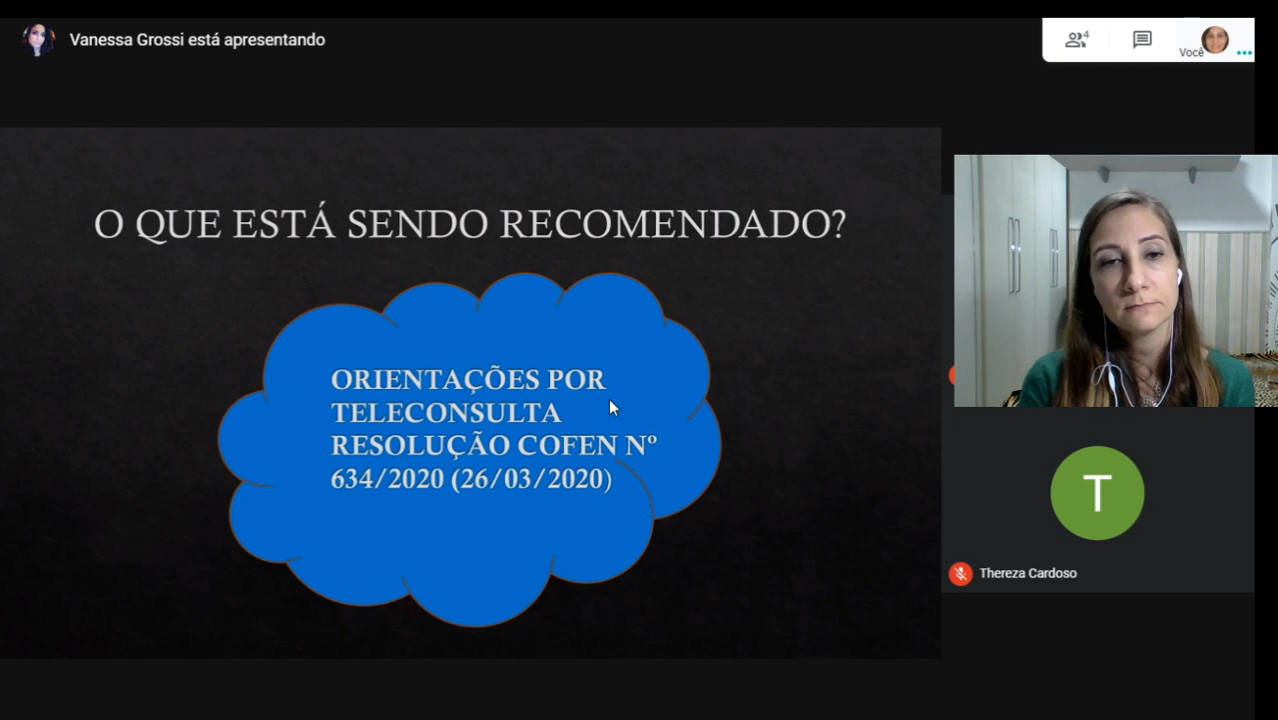 Vanessa Grossi está apresentando
4
Você
O QUE ESTÁ SENDO RECOMENDADO?
ORIENTAÇÕES POR
TELECONSULTA
RESOLUÇÃO COFEN Nº
634/2020 (26/03/2020)
T
Thereza Cardoso